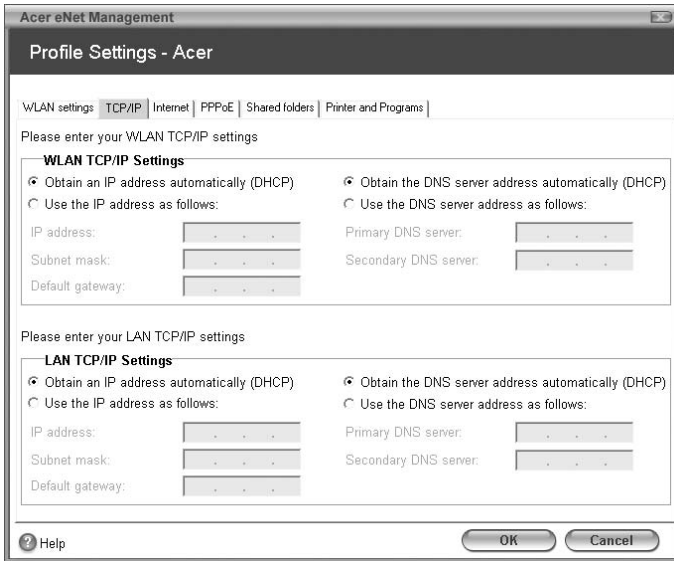 Acer eNet Management
Profile Settings - Acer
WLAN settings TCP/IP Internet PPPoE Shared folders Printer and Programs
Please enter your WLAN TCP/IP settings
WLAN TCP/IP Settings
Obtain an IP address automatically (DHCP) Obtain the DNS server address automatically (DHCP)
Use the IP address as follows: Use the DNS server address as follows:
IP address: Primary DNS server:
Subnet mask: Secondary DNS server:
Default gateway:
Please enter your LAN TCP/IP settings
LAN TCP/IP Settings
Obtain an IP address automatically (DHCP) Obtain the DNS server address automatically (DHCP)
Use the IP address as follows: Use the DNS server address as follows:
IP address: Primary DNS server:
Subnet mask: Secondary DNS server:
Default gateway:
? Help OK Cancel